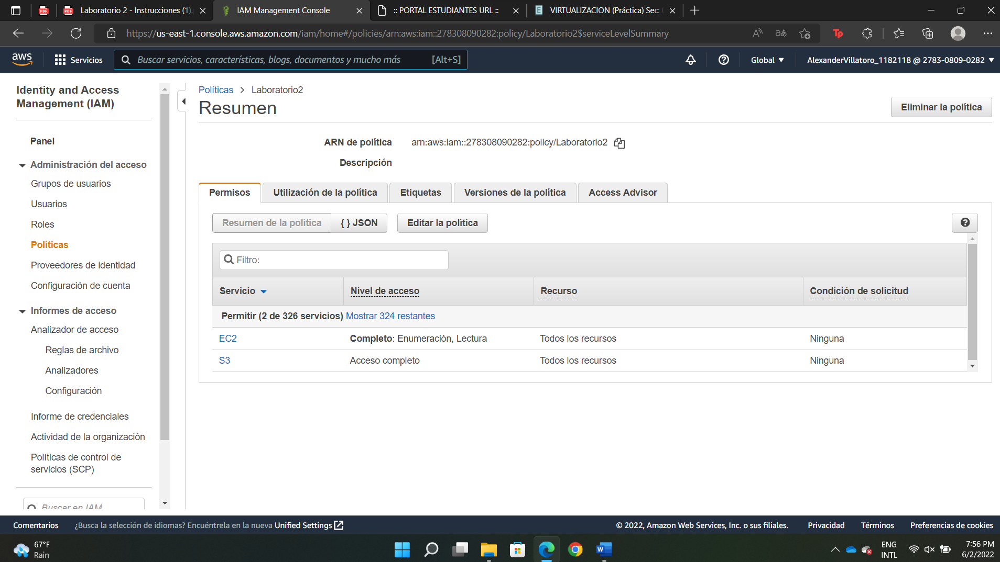 Laboratorio 2 - Instrucciones (1).p
IAM Management Console
:: PORTAL ESTUDIANTES URL ::
VIRTUALIZACION (Práctica) Sec:
https://us-east-1.console.aws.amazon.com/iam/home#/policies/arn:aws:iam::278308090282:policy/Laboratorio2$serviceLevelSummary
aws
Servicios
Buscar servicios, características, blogs, documentos y mucho más [Alt+S]
Global
AlexanderVillatoro_1182118 @ 2783-0809-0282
Identity and Access
Management (IAM)
Panel
Administración del acceso
Grupos de usuarios
Usuarios
Roles
Políticas
Proveedores de identidad
Configuración de cuenta
Informes de acceso
Analizador de acceso
Reglas de archivo
Analizadores
Configuración
Informe de credenciales
Actividad de la organización
Políticas de control de
servicios (SCP)
Buscar en IAM
Políticas > Laboratorio2
Resumen
Eliminar la política
ARN de política arn:aws:iam::278308090282:policy/Laboratorio2
Descripción
Permisos Utilización de la política Etiquetas Versiones de la política Access Advisor
Resumen de la política { } JSON Editar la política
Filtro:
Servicio Nivel de acceso Recurso Condición de solicitud
Permitir (2 de 326 servicios) Mostrar 324 restantes
EC2 Completo: Enumeración, Lectura Todos los recursos Ninguna
S3 Acceso completo Todos los recursos Ninguna
Comentarios ¿Busca la selección de idiomas? Encuéntrela en la nueva Unified Settings
© 2022, Amazon Web Services, Inc. o sus filiales. Privacidad Términos Preferencias de cookies
67°F
Rain
ENG
INTL
7:56 PM
6/2/2022